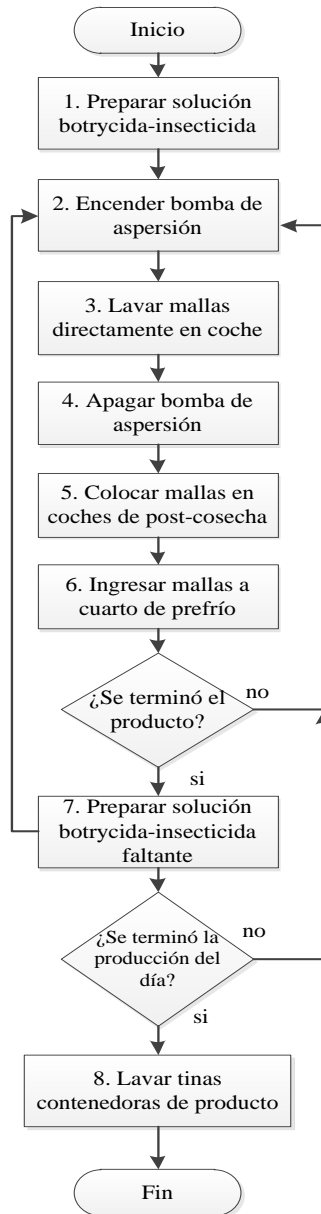 Inicio
1. Preparar solución
botrycida-insecticida
2. Encender bomba de
aspersión
3. Lavar mallas
directamente en coche
4. Apagar bomba de
aspersión
5. Colocar mallas en
coches de post-cosecha
6. Ingresar mallas a
cuarto de prefrío
¿Se terminó el
producto?
no
si
7. Preparar solución
botrycida-insecticida
faltante
¿Se terminó la
producción del
día?
no
si
8. Lavar tinas
contenedoras de producto
Fin